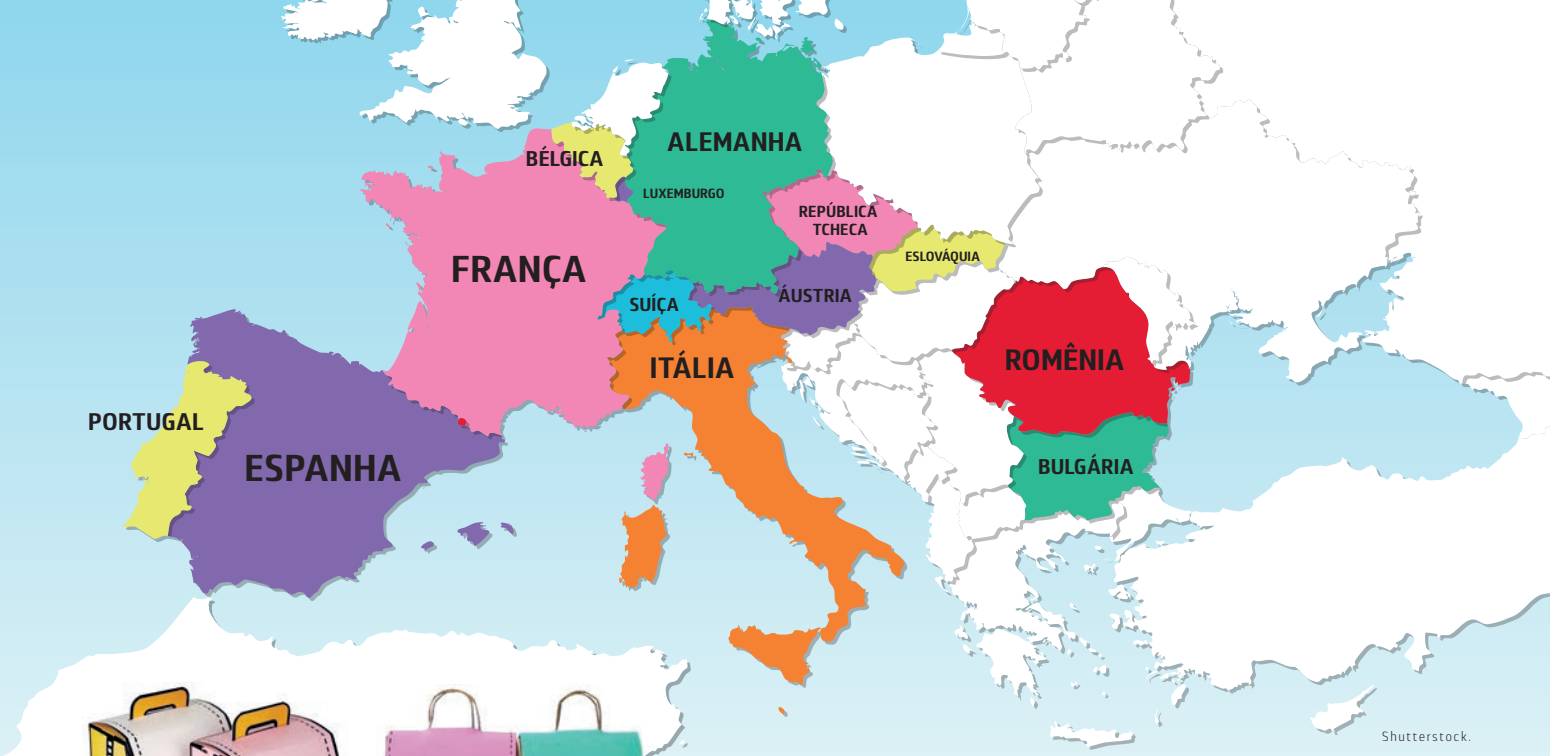 ALEMANHA
BÉLGICA
LUXEMBURGO
REPÚBLICA
TCHECA
ESLOVÁQUIA
FRANÇA
SUÍÇA
ÁUSTRIA
ITÁLIA
ROMÊNIA
PORTUGAL
ESPANHA
BULGÁRIA
Shutterstock.